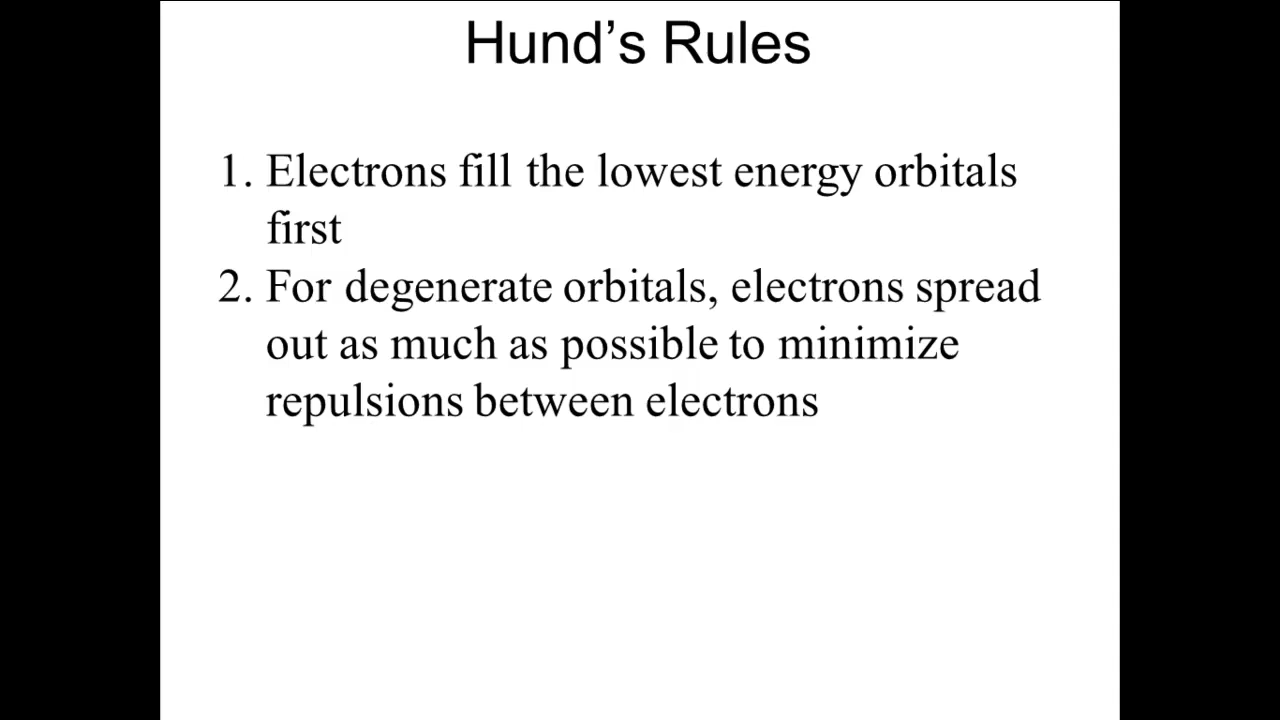 Hund’s Rules
1. Electrons fill the lowest energy orbitals
first
2. For degenerate orbitals, electrons spread
out as much as possible to minimize
repulsions between electrons